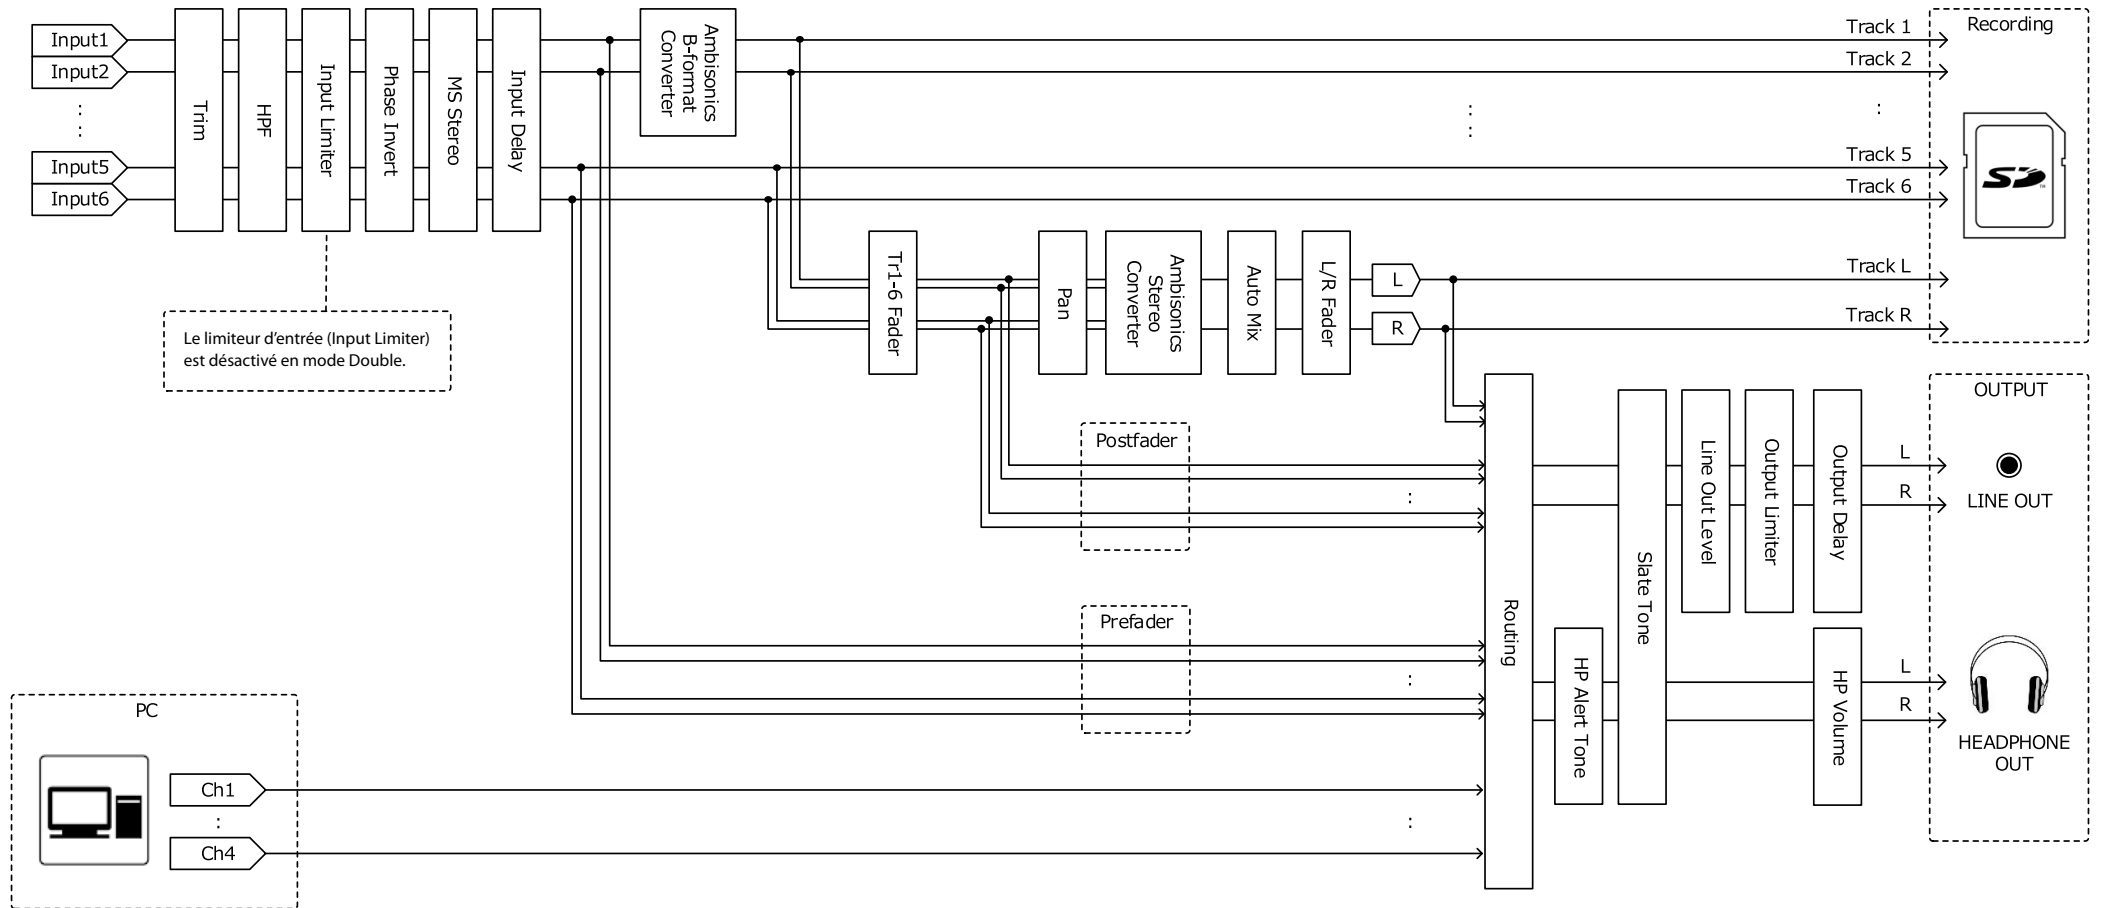 Input1
Input2
:
:
Input5
Input6
Trim
HPF
Input Limiter
Phase Invert
MS Stereo
Input Delay
Ambisonics
B-format
Converter
Track 1
Track 2
:
:
:
Track 5
Track 6
Track L
Track R
Recording
SD
TM
Le limiteur d'entrée (Input Limiter)
est désactivé en mode Double.
Tr1-6 Fader
Pan
Ambisonics
Stereo
Converter
Auto Mix
L/R Fader
L
R
Postfader
:
Prefader
:
PC
Ch1
:
Ch4
:
Routing
HP Alert Tone
Slate Tone
Line Out Level
Output Limiter
Output Delay
HP Volume
L
R
L
R
OUTPUT
LINE OUT
HEADPHONE
OUT